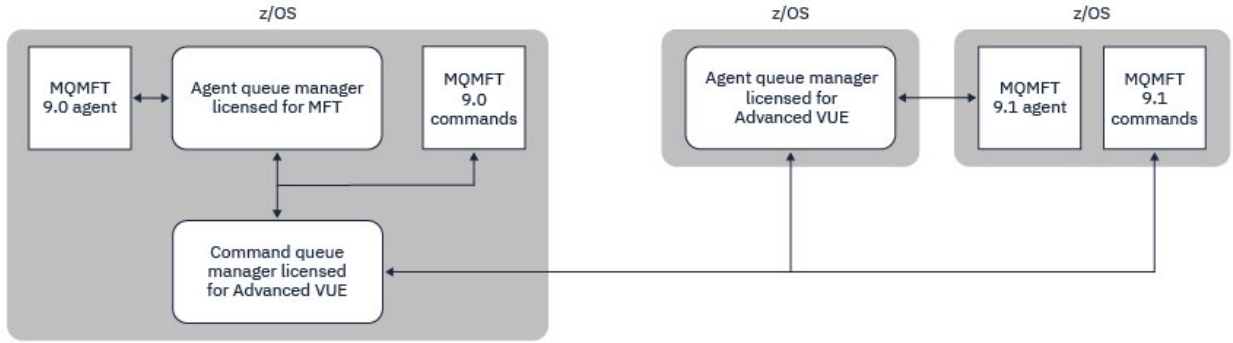 z/OS
z/OS
z/OS
MQMFT
9.0 agent
Agent queue manager
licensed for MFT
MQMFT
9.0
commands
Agent queue manager
licensed for
Advanced VUE
MQMFT
9.1 agent
MQMFT
9.1
commands
Command queue
manager licensed
for Advanced VUE